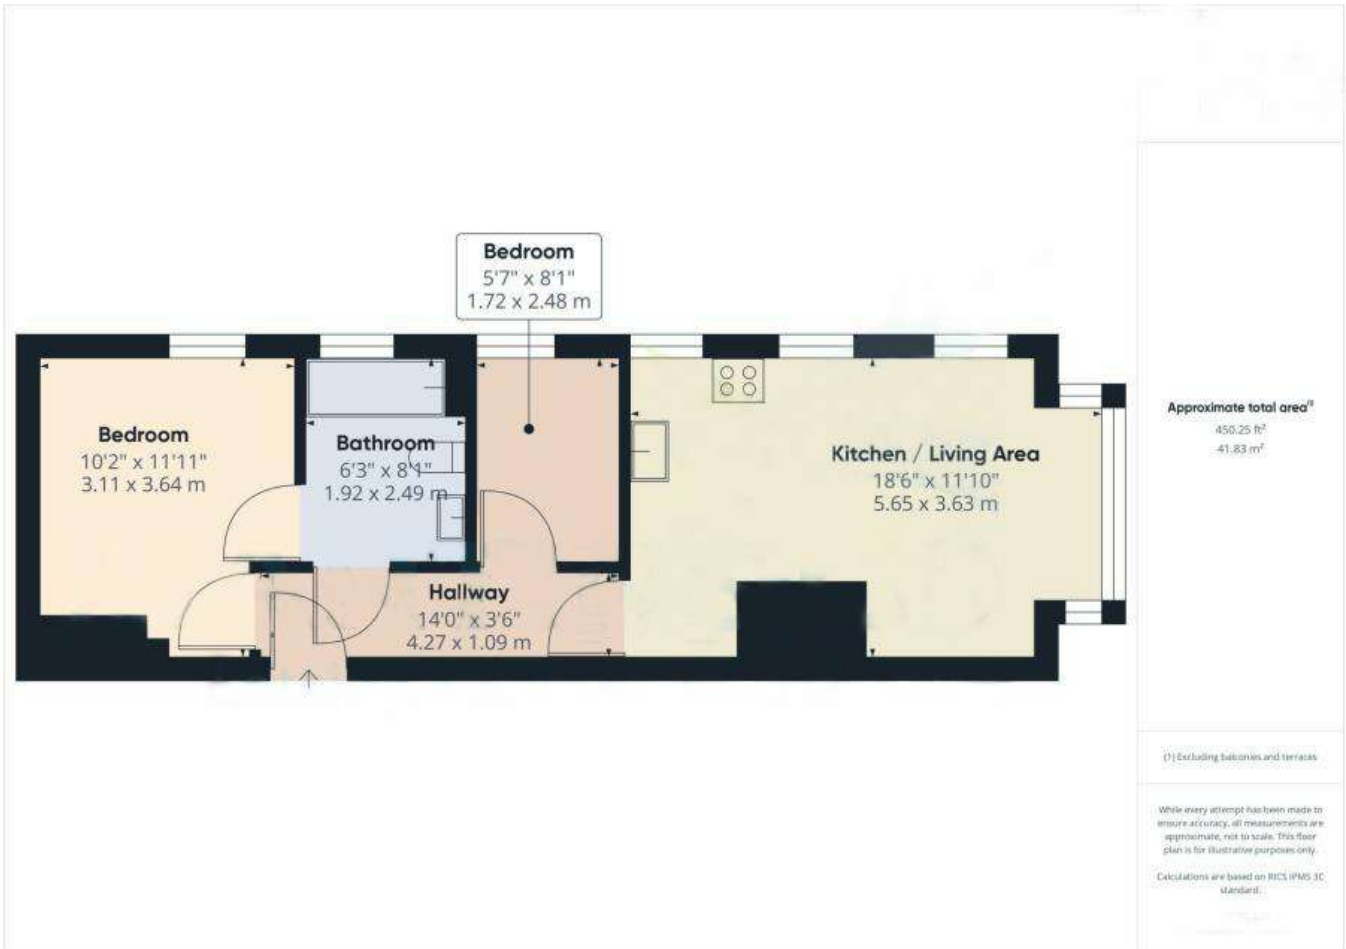 Bedroom
5'7" x 8'1"
1.72 x 2.48 m
Bedroom
10'2" x 11'11"
3.11 x 3.64 m
Bathroom
6'3" x 8'1"
1.92 x 2.49 m
Kitchen / Living Area
18'6" x 11'10"
5.65 x 3.63 m
Hallway
14'0" x 3'6"
4.27 x 1.09 m
Approximate total area⁽¹⁾
450.25 ft²
41.83 m²
(1) Excluding balconies and terraces
While every attempt has been made to
ensure accuracy, all measurements are
approximate, not to scale. This floor
plan is for illustrative purposes only.
Calculations are based on RICS IPMS 3C
standard.